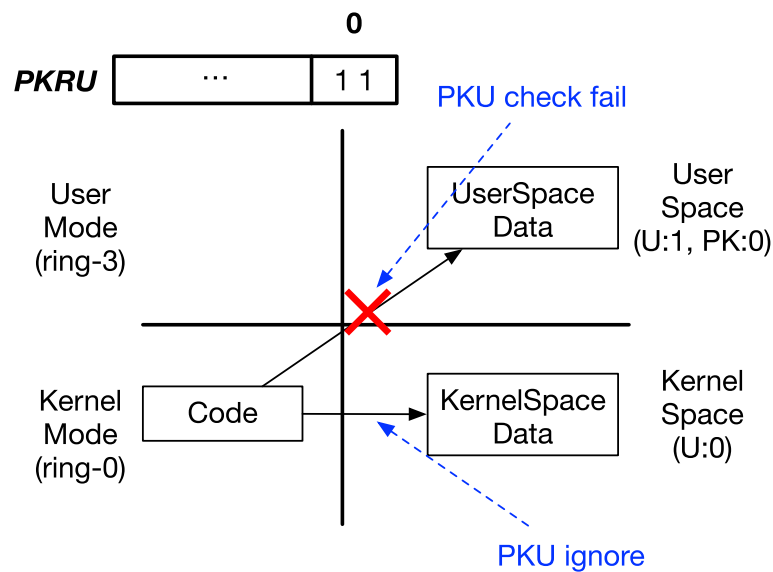 0
PKRU ... 1 1
PKU check fail
User
Mode
(ring-3)
UserSpace
Data
User
Space
(U:1, PK:0)
Kernel
Mode
(ring-0)
Code
KernelSpace
Data
Kernel
Space
(U:0)
PKU ignore